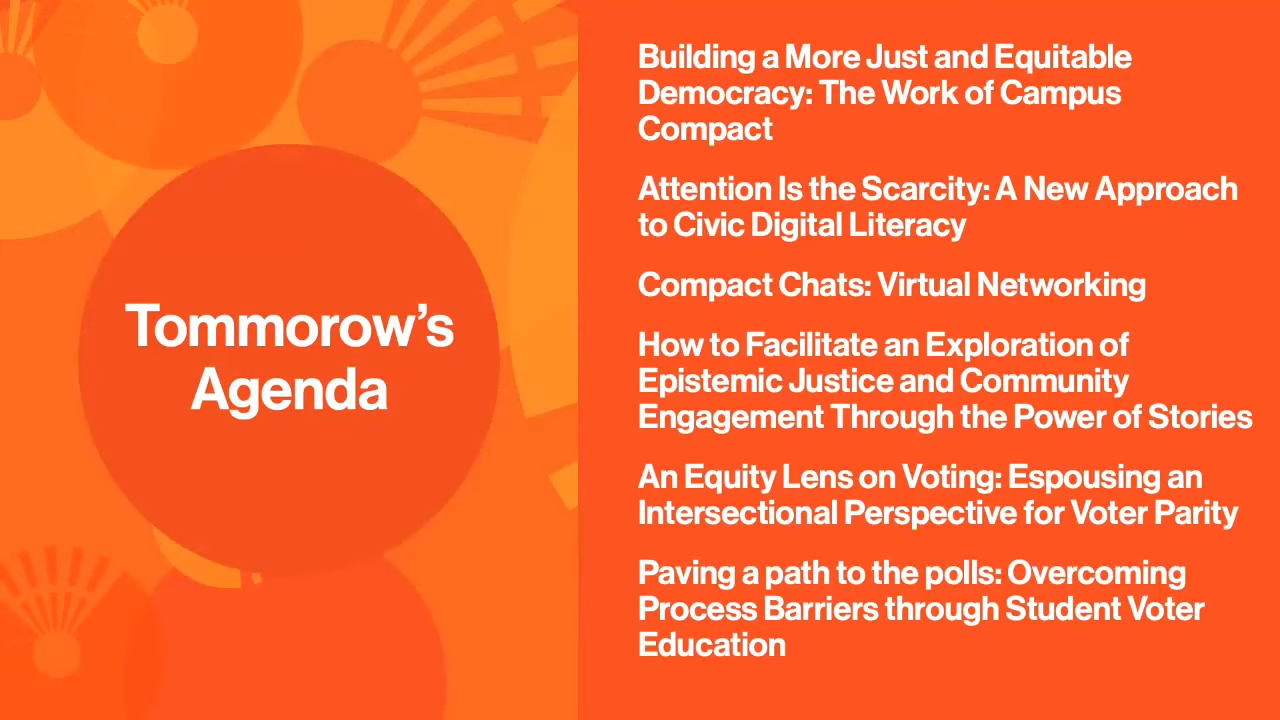 Tommorow’s
Agenda
Building a More Just and Equitable
Democracy: The Work of Campus
Compact
Attention Is the Scarcity: A New Approach
to Civic Digital Literacy
Compact Chats: Virtual Networking
How to Facilitate an Exploration of
Epistemic Justice and Community
Engagement Through the Power of Stories
An Equity Lens on Voting: Espousing an
Intersectional Perspective for Voter Parity
Paving a path to the polls: Overcoming
Process Barriers through Student Voter
Education